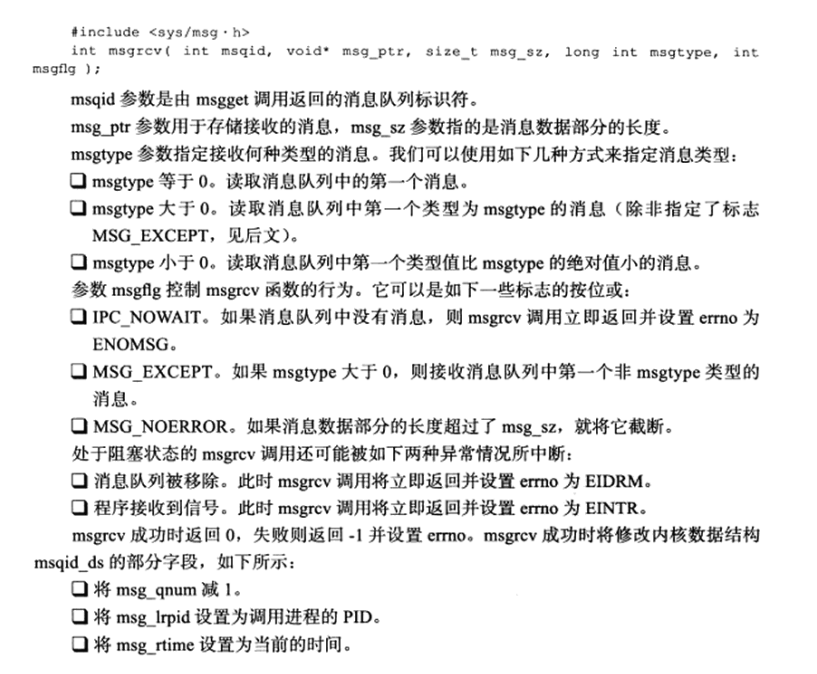 #include <sys/msg.h>
int msgrcv( int msqid, void* msg_ptr, size_t msg_sz, long int msgtype, int
msgflg );
msqid 参数是由 msgget 调用返回的消息队列标识符。
msg_ptr 参数用于存储接收的消息，msg_sz 参数指的是消息数据部分的长度。
msgtype 参数指定接收何种类型的消息。我们可以使用如下几种方式来指定消息类型：
❑ msgtype 等于 0。读取消息队列中的第一个消息。
❑ msgtype 大于 0。读取消息队列中第一个类型为 msgtype 的消息（除非指定了标志
MSG_EXCEPT，见后文）。
❑ msgtype 小于 0。读取消息队列中第一个类型值比 msgtype 的绝对值小的消息。
参数 msgflg 控制 msgrcv 函数的行为。它可以是如下一些标志的按位或：
❑ IPC_NOWAIT。如果消息队列中没有消息，则 msgrcv 调用立即返回并设置 errno 为
ENOMSG。
❑ MSG_EXCEPT。如果 msgtype 大于 0，则接收消息队列中第一个非 msgtype 类型的
消息。
❑ MSG_NOERROR。如果消息数据部分的长度超过了 msg_sz，就将它截断。
处于阻塞状态的 msgrcv 调用还可能被如下两种异常情况所中断：
❑ 消息队列被移除。此时 msgrcv 调用将立即返回并设置 errno 为 EIDRM。
❑ 程序接收到信号。此时 msgrcv 调用将立即返回并设置 errno 为 EINTR。
msgrcv 成功时返回 0，失败则返回 -1 并设置 errno。msgrcv 成功时将修改内核数据结构
msqid_ds 的部分字段，如下所示：
❑ 将 msg_qnum 减 1。
❑ 将 msg_lrpid 设置为调用进程的 PID。
❑ 将 msg_rtime 设置为当前的时间。